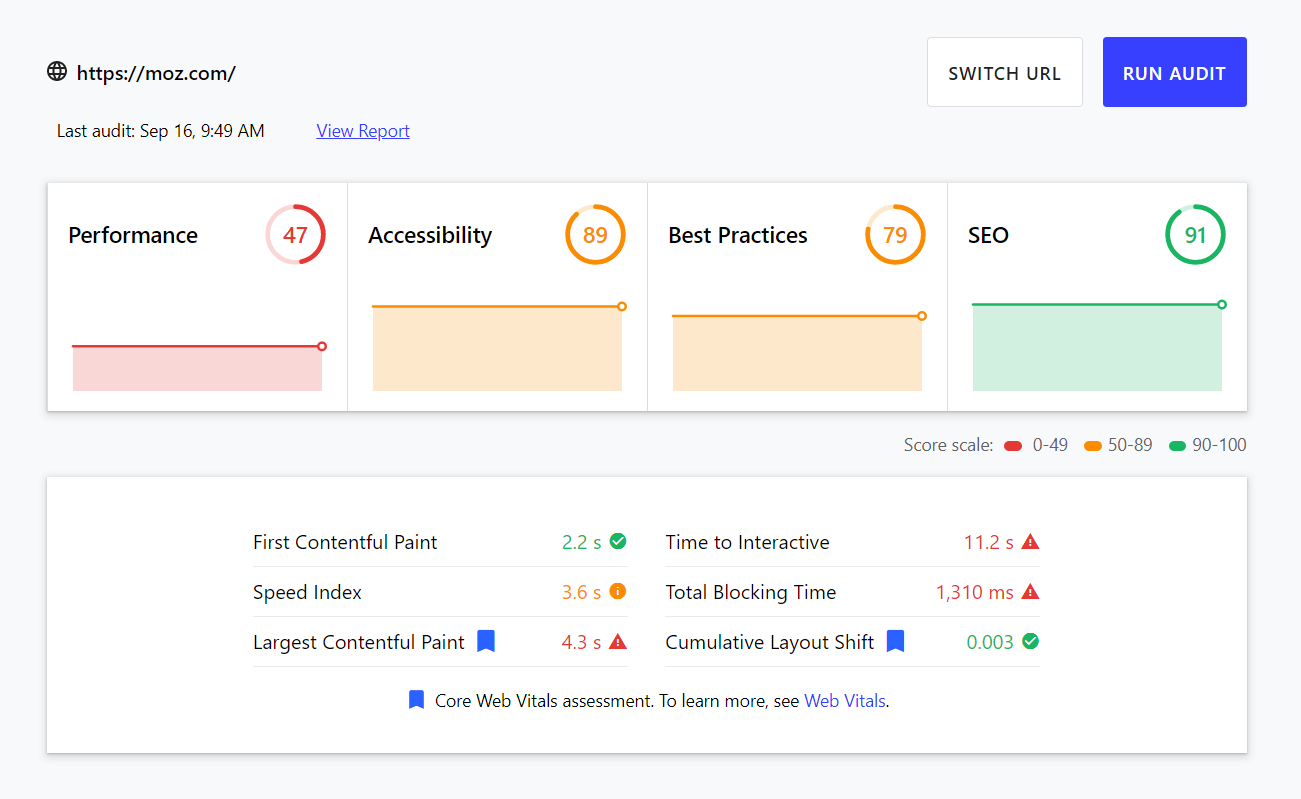 https://moz.com/
SWITCH URL
RUN AUDIT
Last audit: Sep 16, 9:49 AM
View Report
Performance 47
Accessibility 89
Best Practices 79
SEO 91
Score scale: 0-49 50-89 90-100
First Contentful Paint 2.2 s
Time to Interactive 11.2 s
Speed Index 3.6 s
Total Blocking Time 1,310 ms
Largest Contentful Paint 4.3 s
Cumulative Layout Shift 0.003
Core Web Vitals assessment. To learn more, see Web Vitals.